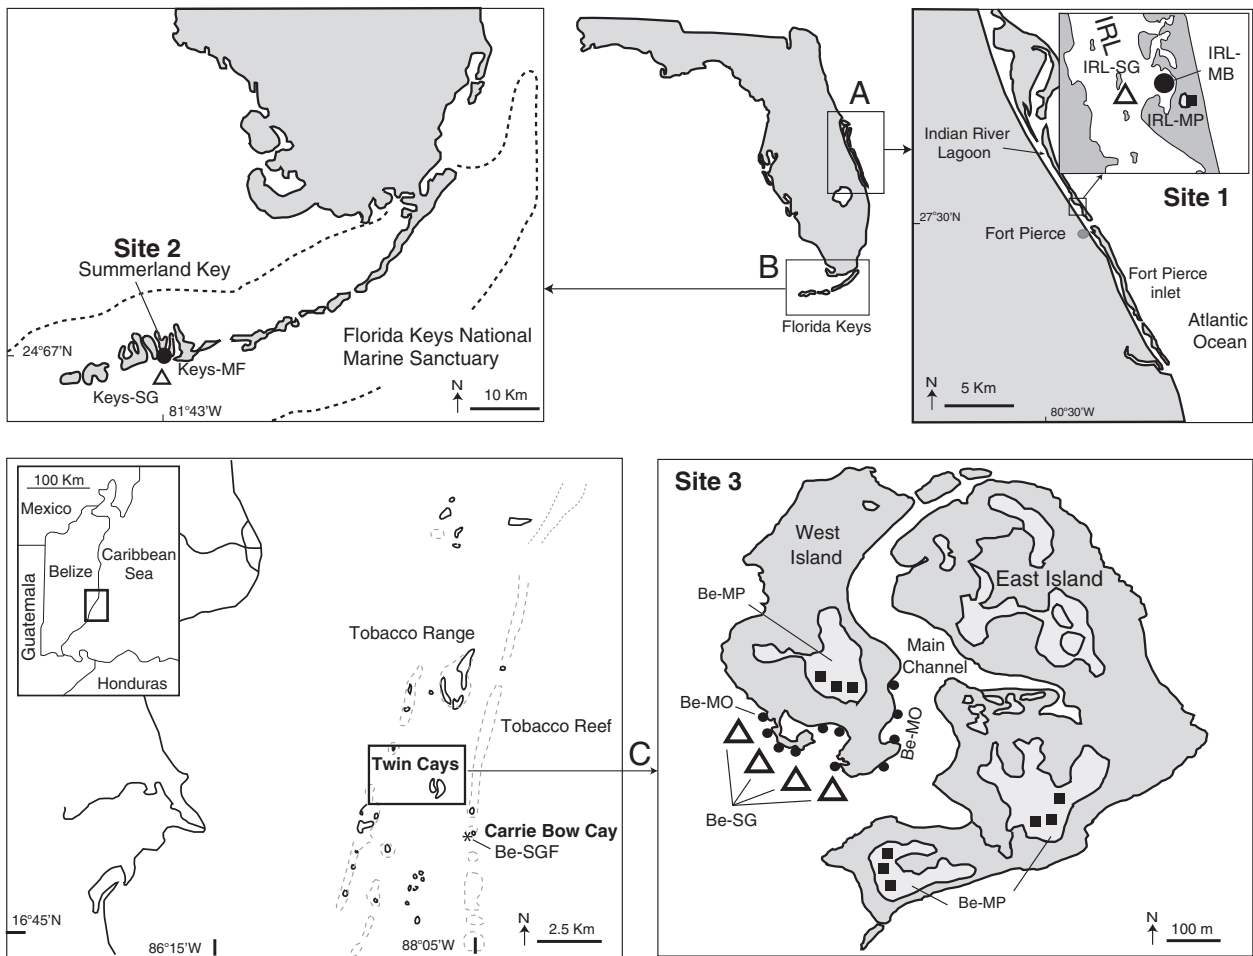 Site 2
Summerland Key
24°67'N
Keys-MF
Keys-SG
81°43'W
Florida Keys National
Marine Sanctuary
N
10 Km
A
B
Florida Keys
IRL
IRL-SG
IRL-
MB
IRL-MP
Indian River
Lagoon
Site 1
27°30'N
Fort Pierce
Fort Pierce
inlet
Atlantic
Ocean
N
5 Km
80°30'W
100 Km
Mexico
Caribbean
Sea
Belize
Guatemala
Honduras
Tobacco Range
Tobacco Reef
Twin Cays
C
Carrie Bow Cay
*
Be-SGF
16°45'N
86°15'W
88°05'W
N
2.5 Km
Site 3
West
Island
East Island
Be-MP
Main
Channel
Be-MO
Be-MO
Be-SG
Be-MP
N
100 m